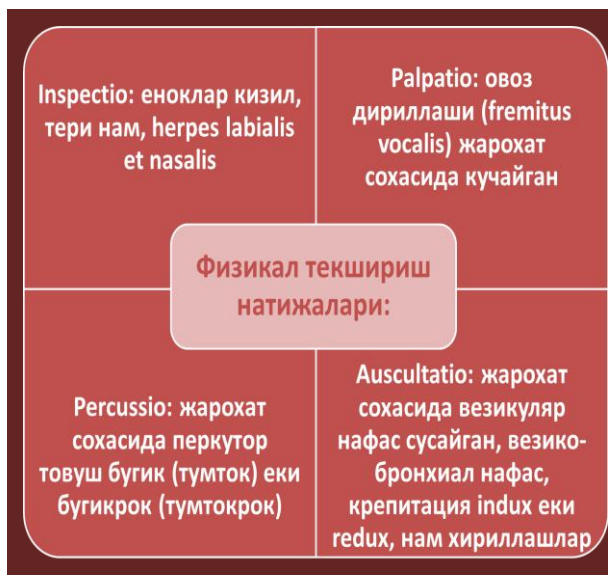 Inspectio: еноклар кизил,
тери нам, herpes labialis
et nasalis
Palpatio: овоз
дириллаши (fremitus
vocalis) жарохат
сохасида кучайган
Физикал текшириш
натижалари:
Percussio: жарохат
сохасида перкутор
товуш бугик (тумток) еки
бугикрок (тумтокрок)
Auscultatio: жарохат
сохасида везикуляр
нафас сусайган, везико-
бронхиал нафас,
крепитация indux еки
redux, нам хириллашлар